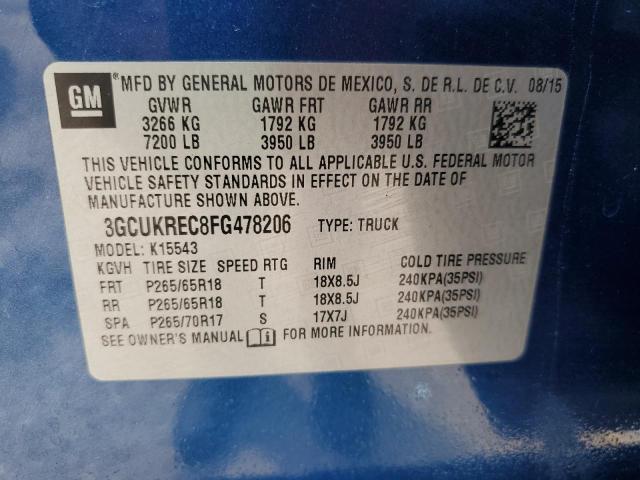 GM ® MFD BY GENERAL MOTORS DE MEXICO, S. DE R.L. DE C.V. 08/15
GVWR GAWR FRT GAWR RR
3266 KG 1792 KG 1792 KG
7200 LB 3950 LB 3950 LB
THIS VEHICLE CONFORMS TO ALL APPLICABLE U.S. FEDERAL MOTOR
VEHICLE SAFETY STANDARDS IN EFFECT ON THE DATE OF
MANUFACTURE SHOWN ABOVE.
3GCUKREC8FG478206 TYPE: TRUCK
MODEL: K15543
KGVH TIRE SIZE SPEED RTG RIM COLD TIRE PRESSURE
FRT P265/65R18 T 18X8.5J 240KPA(35PSI)
RR P265/65R18 T 18X8.5J 240KPA(35PSI)
SPA P265/70R17 S 17X7J 240KPA(35PSI)
SEE OWNER'S MANUAL FOR MORE INFORMATION.